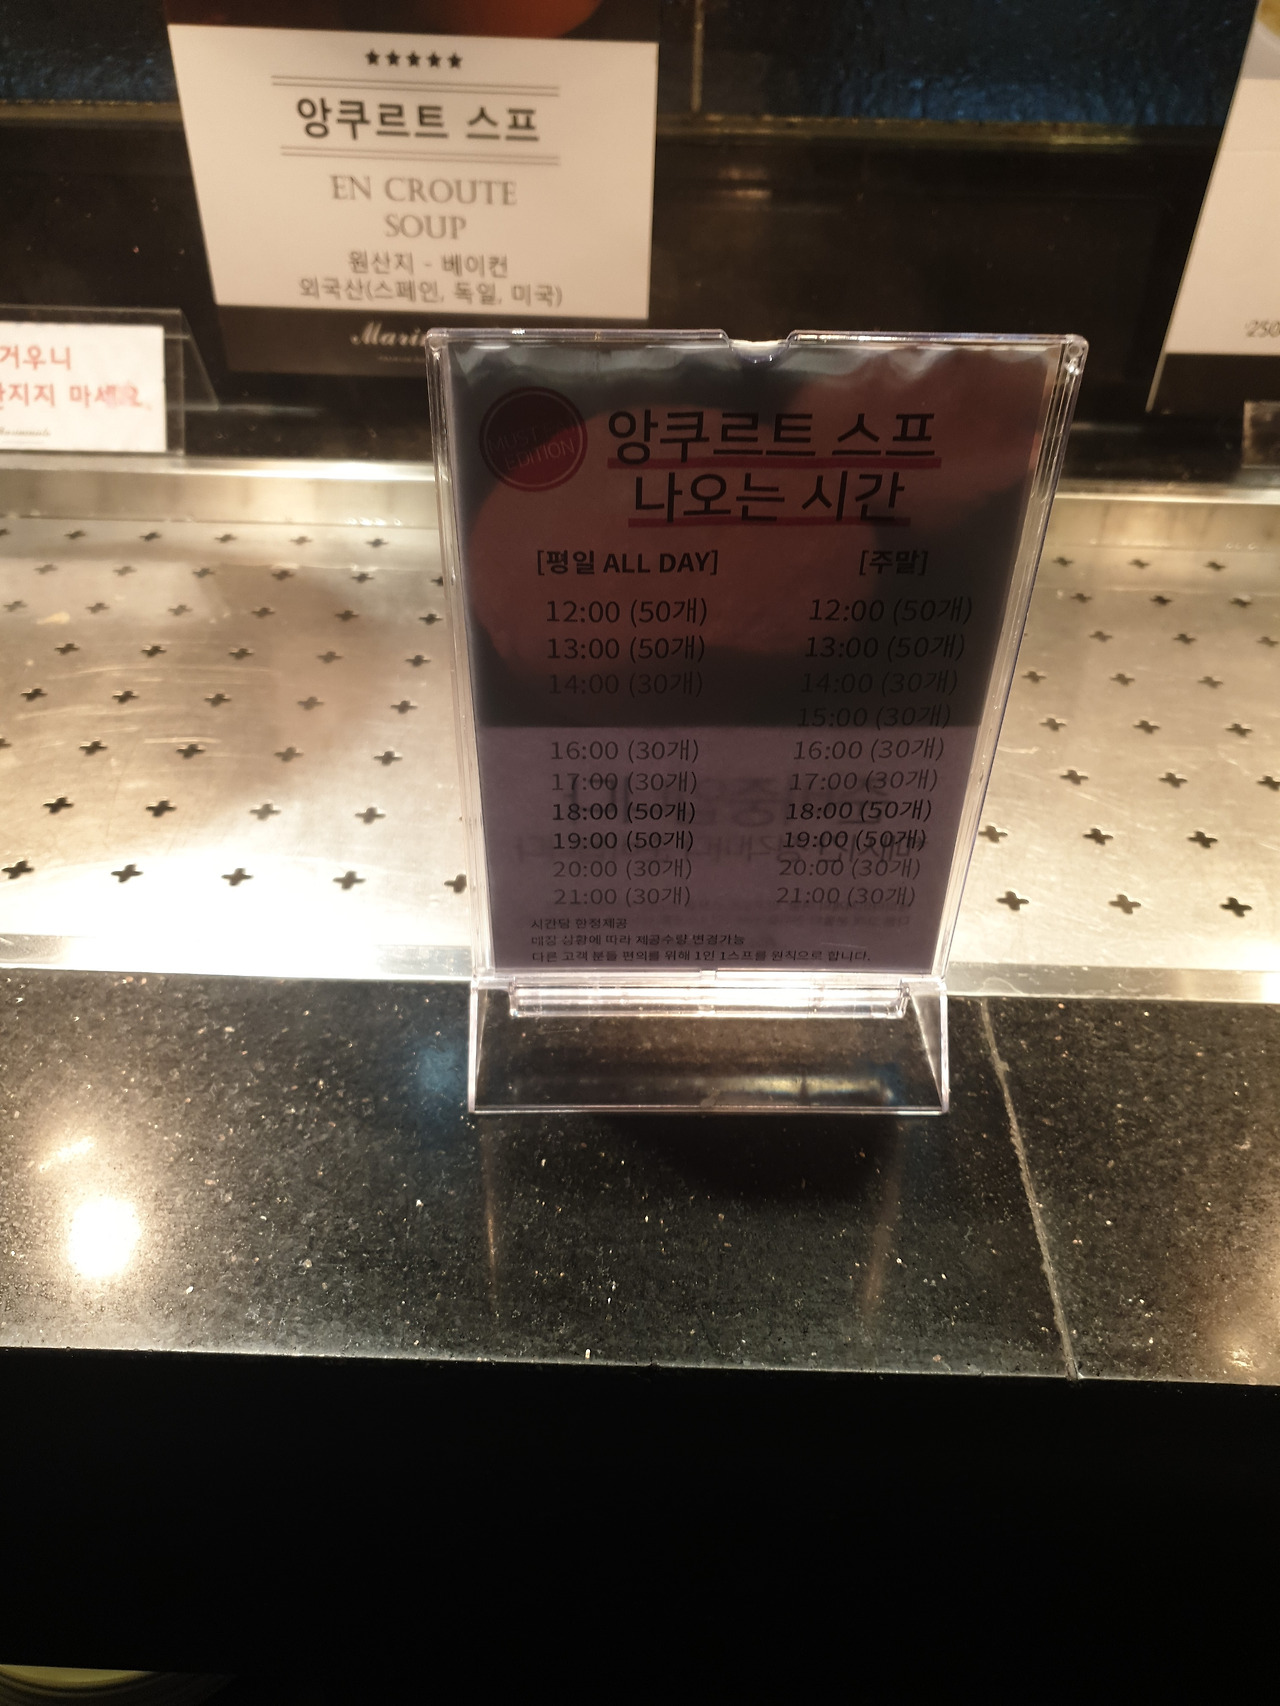 ★★★★★
앙쿠르트 스프
EN CROUTE
SOUP
원산지 - 베이컨
외국산(스페인, 독일, 미국)
거우니
지지 마세요
앙쿠르트 스프
나오는 시간
MUST
EDITION
[평일 ALL DAY] [주말]
12:00 (50개) 12:00 (50개)
13:00 (50개) 13:00 (50개)
14:00 (30개) 14:00 (30개)
15:00 (30개)
16:00 (30개) 16:00 (30개)
17:00 (30개) 17:00 (30개)
18:00 (50개) 18:00 (50개)
19:00 (50개) 19:00 (50개)
20:00 (30개) 20:00 (30개)
21:00 (30개) 21:00 (30개)
시간당 한정제공
매장 상황에 따라 제공수량 변경가능
다른 고객 분들 편의를 위해 1인 1스프를 원칙으로 합니다.